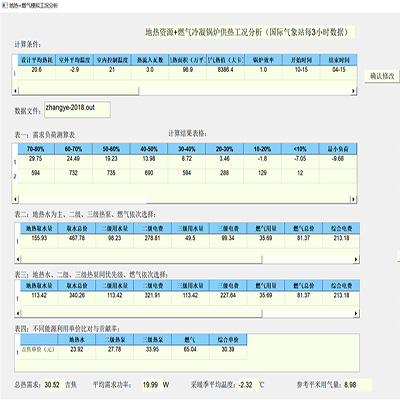 地热+燃气模拟工况分析
地热资源+燃气冷凝锅炉供热工况分析（国际气象站每3小时数据）
计算条件：
设计平均热耗 室外平均温度 室内控制温度 热流入瓦数 热面积（万平 气热值（大卡 锅炉效率 开始时间 结束时间
1 20.6 -2.9 21 3.0 96.9 8386.4 1.0 10-15 04-15
确认修改
数据文件： zhangye-2018.out
表一：需求负荷测算表 计算结果表格：
70-80% 60-70% 50-60% 40-50% 30-40% 20-30% 10-20% <10% 最小负荷
1 29.75 24.49 19.23 13.98 8.72 3.46 -1.8 -7.05 -9.68
2 594 732 735 690 594 288 129 12
表二：地热水为主、二级、三级热泵、燃气依次选择：
地热取水量 取水总价 二级用水量 二级电费 三级用水量 三级电费 燃气用量 燃气总价 综合电费
1 155.93 467.78 98.23 278.81 49.5 99.34 35.69 81.37 213.18
表三：地热水、二级、三级热泵同优先级、燃气依次选择：
地热取水量 取水总价 二级用水量 二级电费 三级用水量 三级电费 燃气用量 燃气总价 综合电费
1 113.42 340.26 113.42 321.91 113.42 227.64 35.69 81.37 213.18
表四：不同能源利用单价比对与贡献率：
地热水 二级热泵 三级热泵 燃气 综合单价
吉焦单价（元） 23.92 27.78 33.95 65.04 30.39
总热需求： 30.52 吉焦 平均需求功率： 19.99 W 采暖季平均温度： -2.32 ℃ 参考平米用气量： 8.98